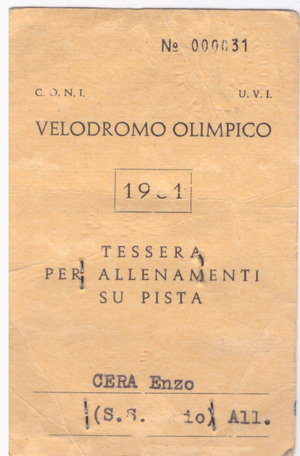 Nº 000031
C.O.N.I. U.V.I.
VELODROMO OLIMPICO
TESSERA
PER ALLENAMENTI
SU PISTA
CERA Enzo
(S.S. All.